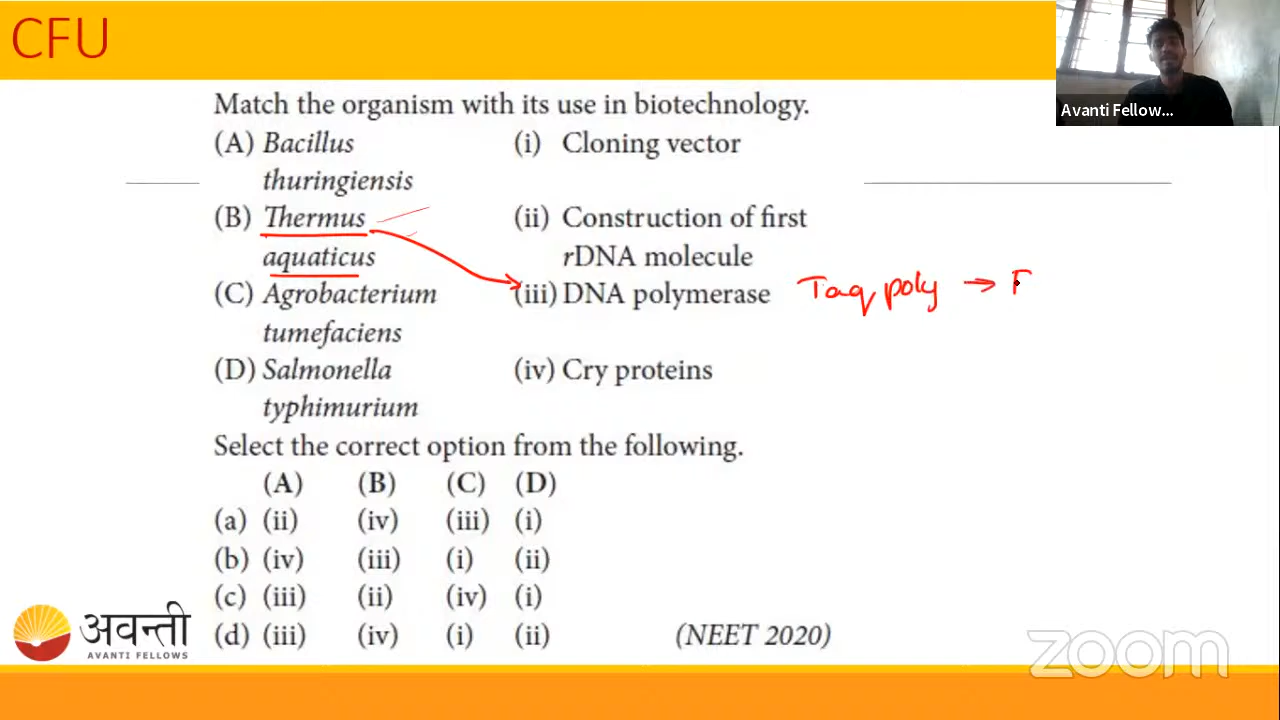 CFU
Avanti Fellow...
Match the organism with its use in biotechnology.
(A) Bacillus (i) Cloning vector
thuringiensis
(B) Thermus (ii) Construction of first
aquaticus rDNA molecule
(C) Agrobacterium (iii) DNA polymerase Taq poly → P
tumefaciens
(D) Salmonella (iv) Cry proteins
typhimurium
Select the correct option from the following.
(A) (B) (C) (D)
(a) (ii) (iv) (iii) (i)
(b) (iv) (iii) (i) (ii)
(c) (iii) (ii) (iv) (i)
(d) (iii) (iv) (i) (ii) (NEET 2020)
अवन्ती
AVANTI FELLOWS
zoom